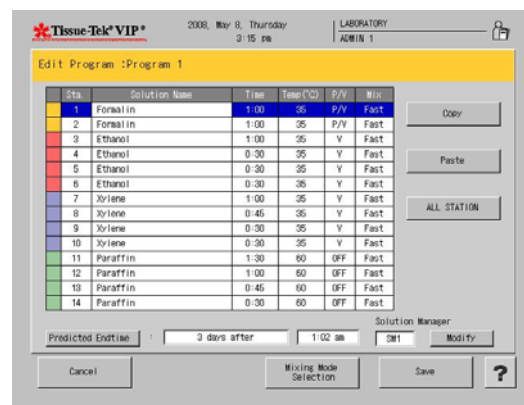 Tissue-Tek® VIP®
2008, May 8, Thursday
3:15 pm
LABORATORY
ADMIN 1
Edit Program :Program 1
Sta. Solution Name Time Temp(°C) P/V Mix
1 Formalin 1:00 35 P/V Fast
2 Formalin 1:00 35 P/V Fast
3 Ethanol 1:00 35 V Fast
4 Ethanol 0:30 35 V Fast
5 Ethanol 0:30 35 V Fast
6 Ethanol 0:30 35 V Fast
7 Xylene 1:00 35 V Fast
8 Xylene 0:45 35 V Fast
9 Xylene 0:30 35 V Fast
10 Xylene 0:30 35 V Fast
11 Paraffin 1:30 60 OFF Fast
12 Paraffin 1:00 60 OFF Fast
13 Paraffin 0:45 60 OFF Fast
14 Paraffin 0:30 60 OFF Fast
Copy
Paste
ALL STATION
Solution Manager
Predicted Endtime : 3 days after 1:02 am SM1 Modify
Cancel
Mixing Mode
Selection
Save
?